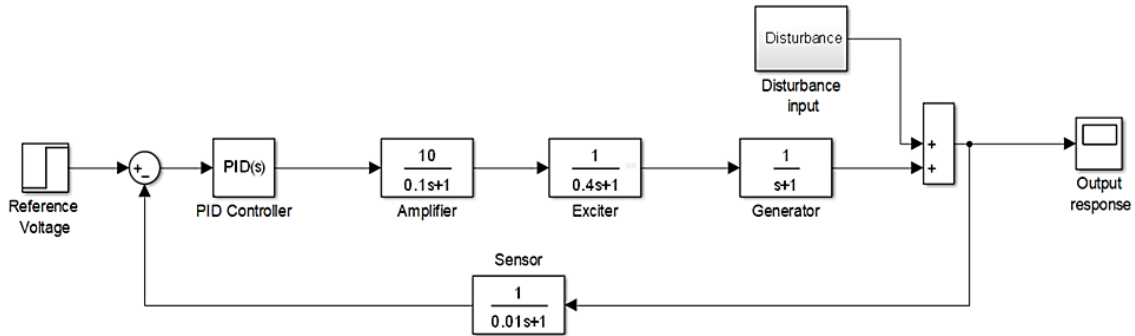 Disturbance
Disturbance
input
+
+
+
-
PID(s)
10
0.1s+1
1
0.4s+1
1
s+1
Reference
Voltage
PID Controller
Amplifier
Exciter
Generator
Output
response
Sensor
1
0.01s+1